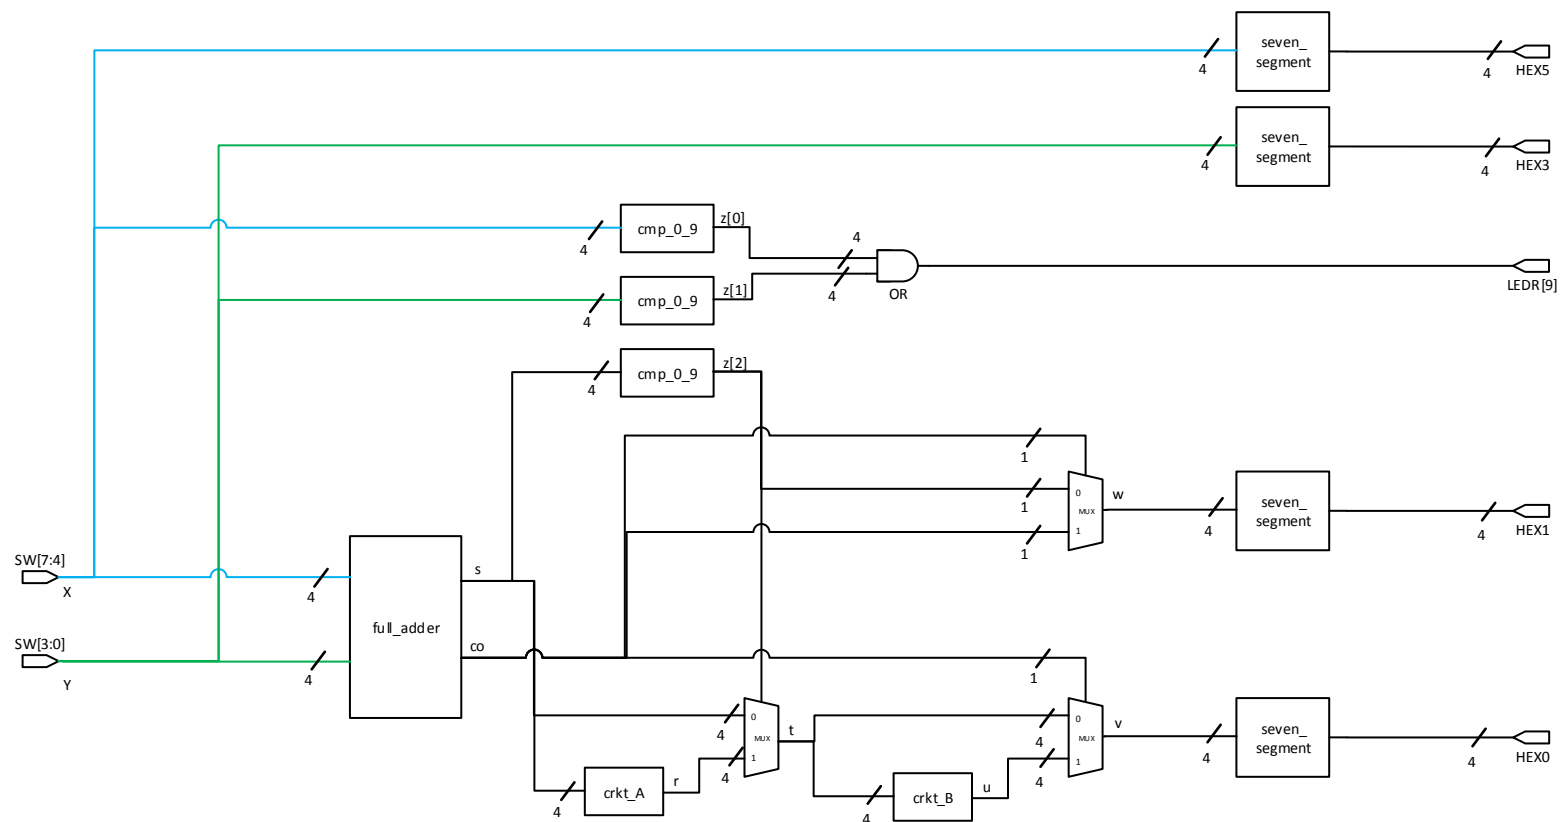 seven_
segment
4
4
HEX5
seven_
segment
4
4
HEX3
cmp_0_9
z[0]
4
4
cmp_0_9
z[1]
4
4
OR
LEDR[9]
cmp_0_9
z[2]
4
1
0
w
seven_
segment
1
MUX
4
4
HEX1
1
1
SW[7:4]
X
4
s
full_adder
SW[3:0]
Y
4
co
1
0
t
4
MUX
1
4
0
v
seven_
segment
4
MUX
4
4
HEX0
1
4
crkt_A
r
4
crkt_B
u
4
4